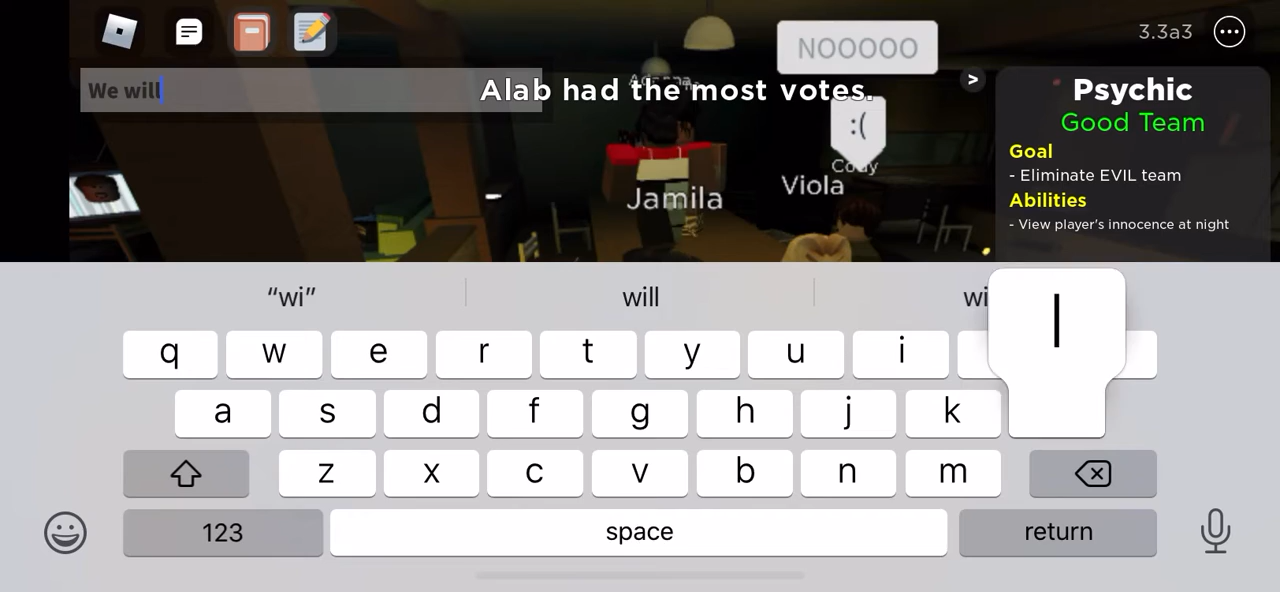 NOOOOO
3.3a3
We will
Alab had the most votes.
>
Psychic
Good Team
:(
Goal
Cody
- Eliminate EVIL team
Viola
Jamila
Abilities
- View player's innocence at night
“wi”
will
wi
l
q w e r t y u i
a s d f g h j k
z x c v b n m
123
space
return